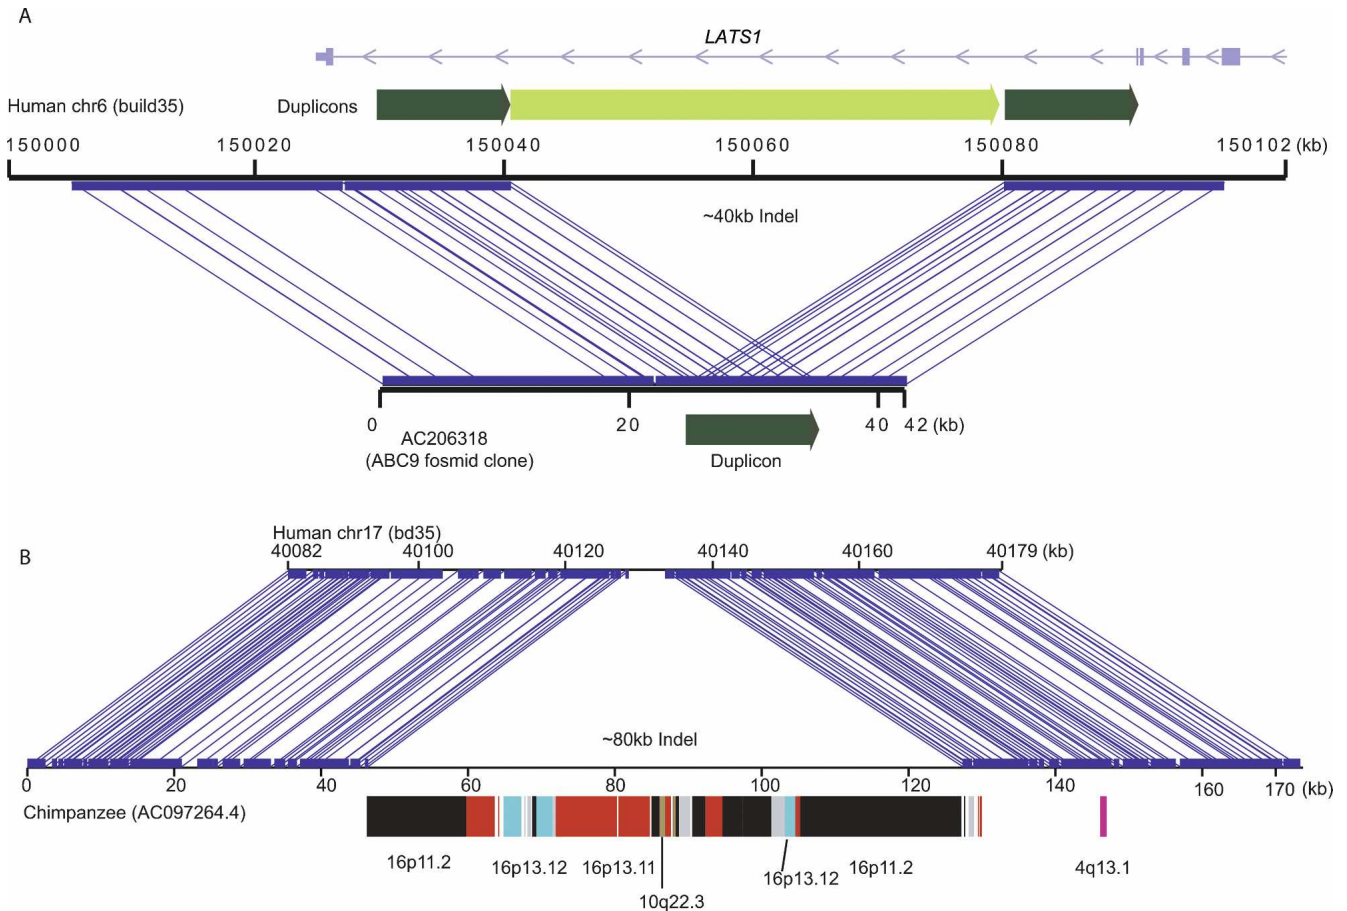 A
LATS1
Human chr6 (build35)
Duplicons
150000 150020 150040 150060 150080 150102 (kb)
~40kb Indel
0 20 40 42 (kb)
AC206318
(ABC9 fosmid clone)
Duplicon
B
Human chr17 (bd35)
40082 40100 40120 40140 40160 40179 (kb)
~80kb Indel
0 20 40 60 80 100 120 140 160 170 (kb)
Chimpanzee (AC097264.4)
16p11.2 16p13.12 16p13.11 16p13.12 16p11.2 4q13.1
10q22.3